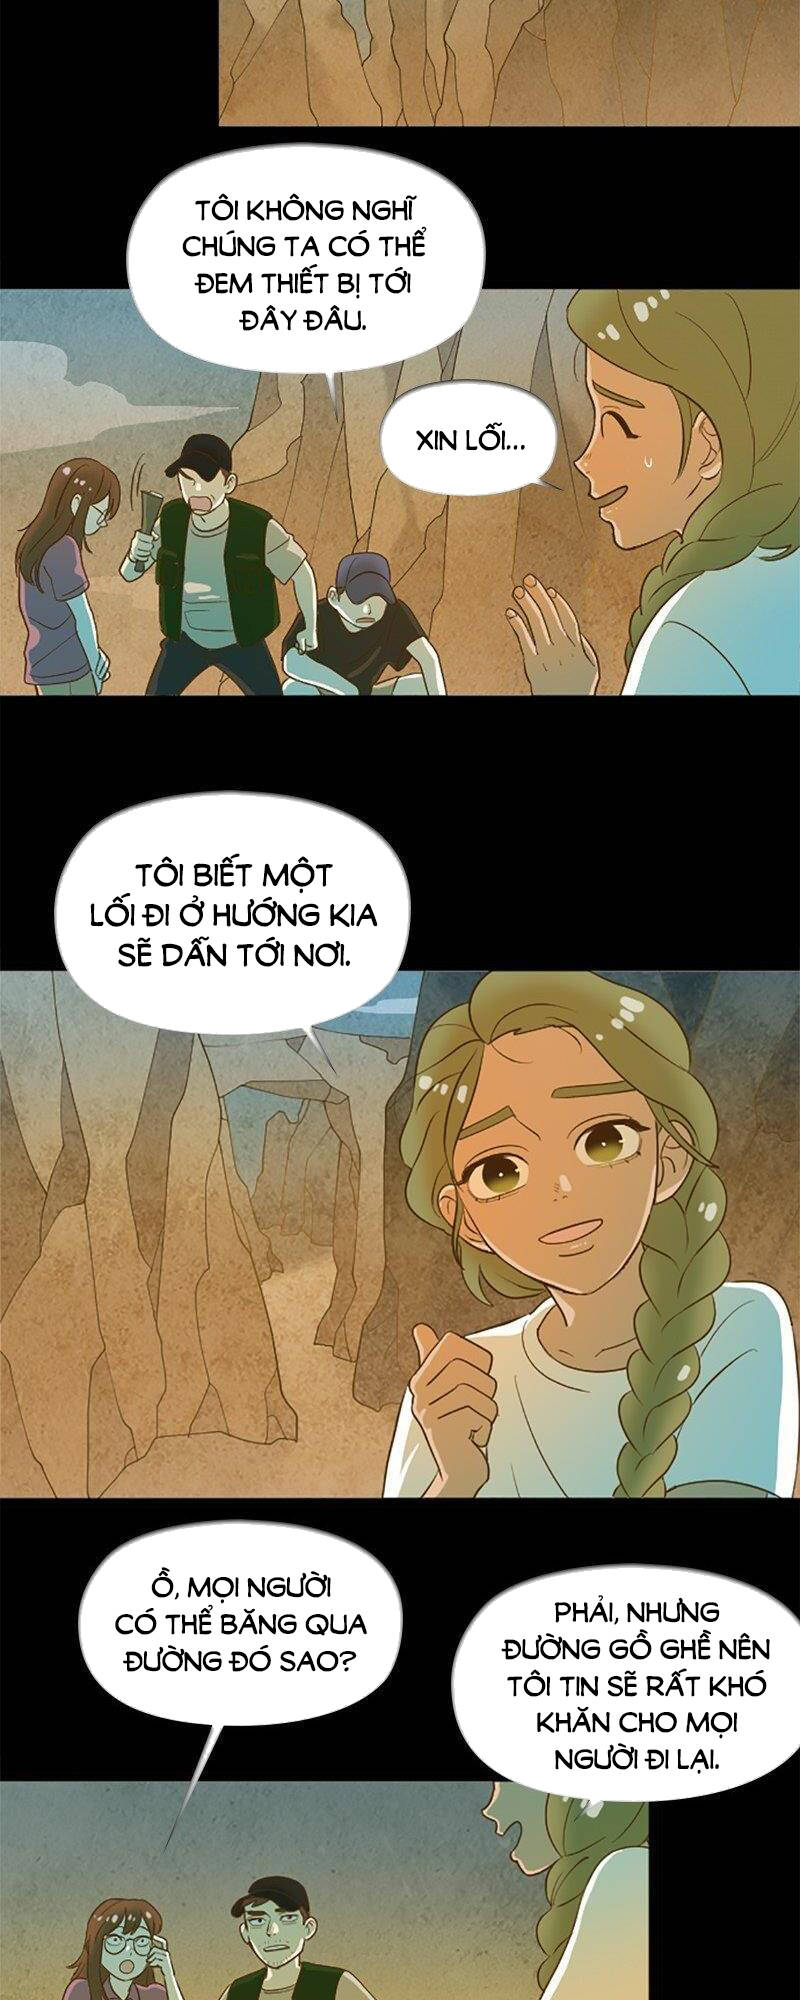 TÔI KHÔNG NGHĨ
CHÚNG TA CÓ THỂ
ĐEM THIẾT BỊ TỚI
ĐÂY ĐÂU.
XIN LỖI...
TÔI BIẾT MỘT
LỐI ĐI Ở HƯỚNG KIA
SẼ DẪN TỚI NƠI.
Ồ, MỌI NGƯỜI
CÓ THỂ BĂNG QUA
ĐƯỜNG ĐÓ SAO?
PHẢI, NHƯNG
ĐƯỜNG GỒ GHỀ NÊN
TÔI TIN SẼ RẤT KHÓ
KHĂN CHO MỌI
NGƯỜI ĐI LẠI.